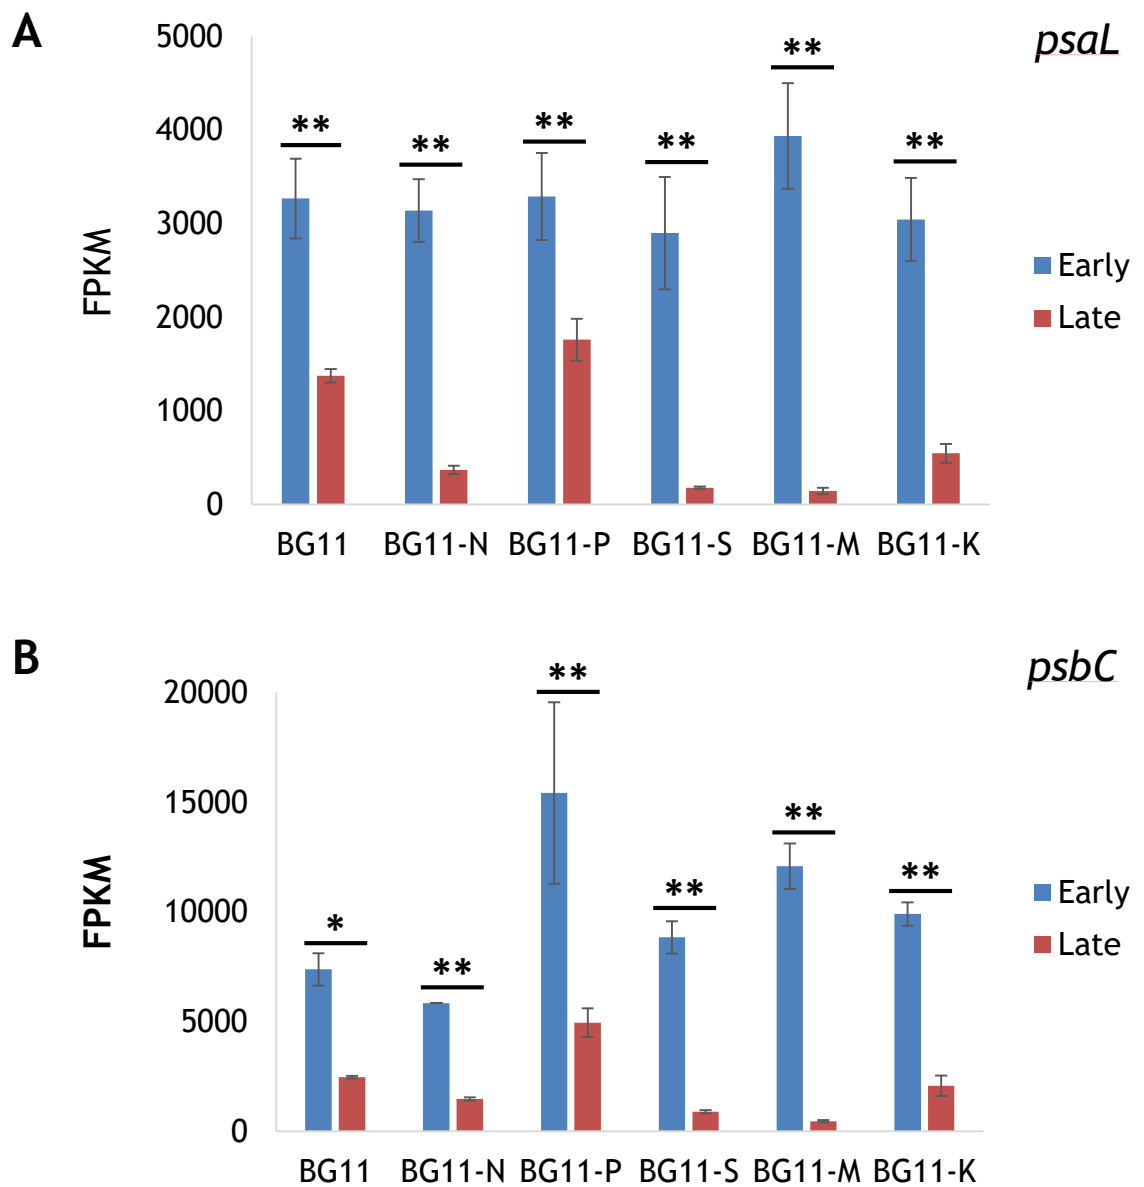 A
psaL
5000
4000
3000
2000
1000
0
FPKM
**
**
**
**
**
**
Early
Late
BG11 BG11-N BG11-P BG11-S BG11-M BG11-K
B
psbC
20000
15000
10000
5000
0
FPKM
*
**
**
**
**
**
Early
Late
BG11 BG11-N BG11-P BG11-S BG11-M BG11-K